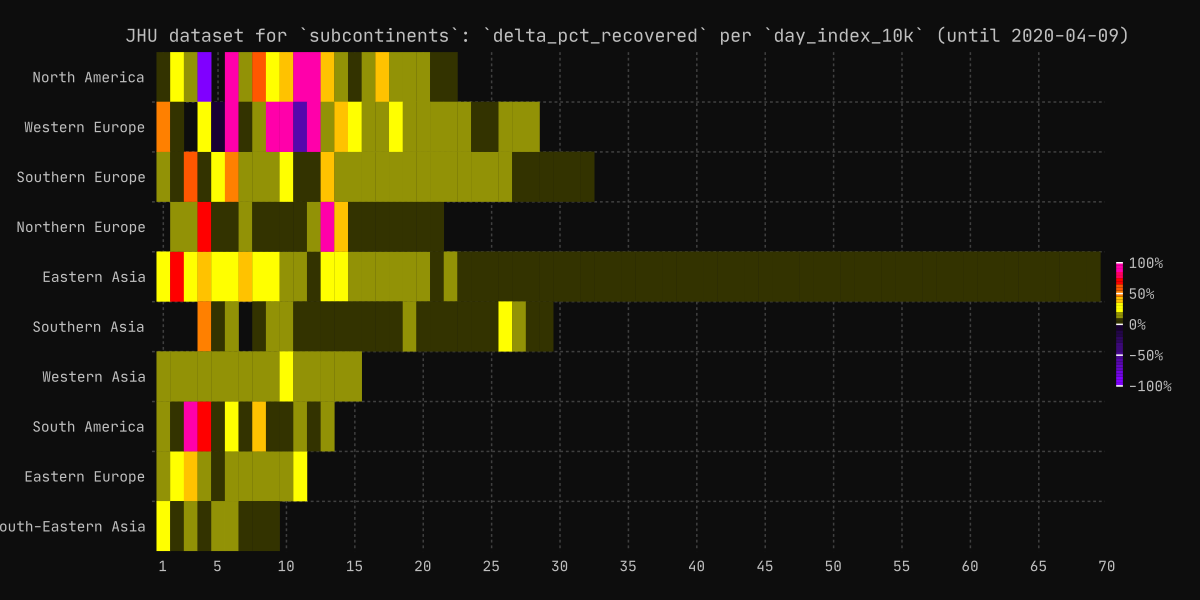 JHU dataset for `subcontinents`: `delta_pct_recovered` per `day_index_10k` (until 2020-04-09)
North America
Western Europe
Southern Europe
Northern Europe
Eastern Asia
Southern Asia
Western Asia
South America
Eastern Europe
outh-Eastern Asia
100%
50%
0%
-50%
-100%
1 5 10 15 20 25 30 35 40 45 50 55 60 65 70